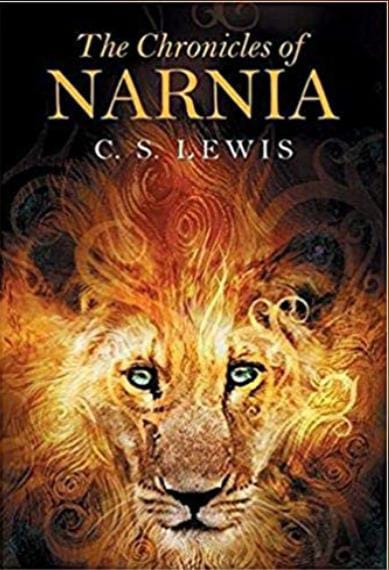 The Chronicles of
NARNIA
C. S. LEWIS